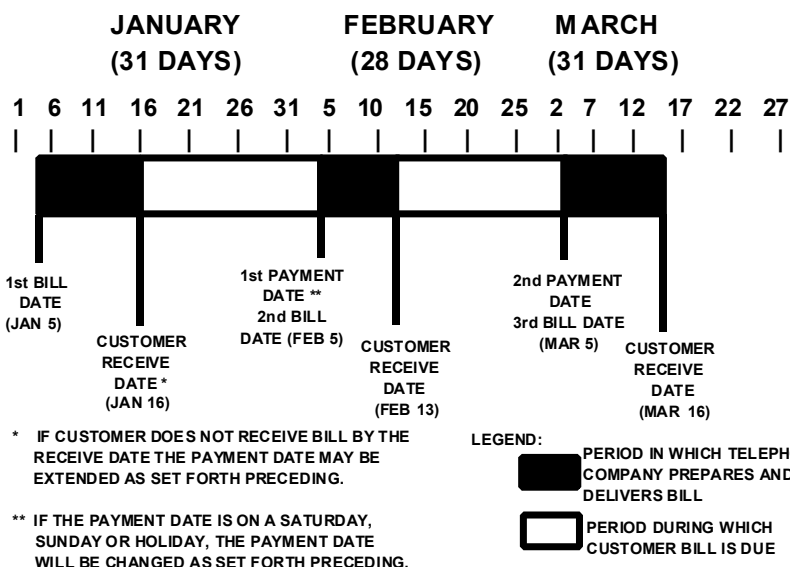 JANUARY FEBRUARY MARCH
(31 DAYS) (28 DAYS) (31 DAYS)
1 6 11 16 21 26 31 5 10 15 20 25 2 7 12 17 22 27
1st BILL
DATE
(JAN 5)
CUSTOMER
RECEIVE
DATE *
(JAN 16)
1st PAYMENT
DATE **
2nd BILL
DATE (FEB 5)
CUSTOMER
RECEIVE
DATE
(FEB 13)
2nd PAYMENT
DATE
3rd BILL DATE
(MAR 5)
CUSTOMER
RECEIVE
DATE
(MAR 16)
* IF CUSTOMER DOES NOT RECEIVE BILL BY THE
RECEIVE DATE THE PAYMENT DATE MAY BE
EXTENDED AS SET FORTH PRECEDING.
** IF THE PAYMENT DATE IS ON A SATURDAY,
SUNDAY OR HOLIDAY, THE PAYMENT DATE
WILL BE CHANGED AS SET FORTH PRECEDING.
LEGEND:
PERIOD IN WHICH TELEPH
COMPANY PREPARES AND
DELIVERS BILL
PERIOD DURING WHICH
CUSTOMER BILL IS DUE